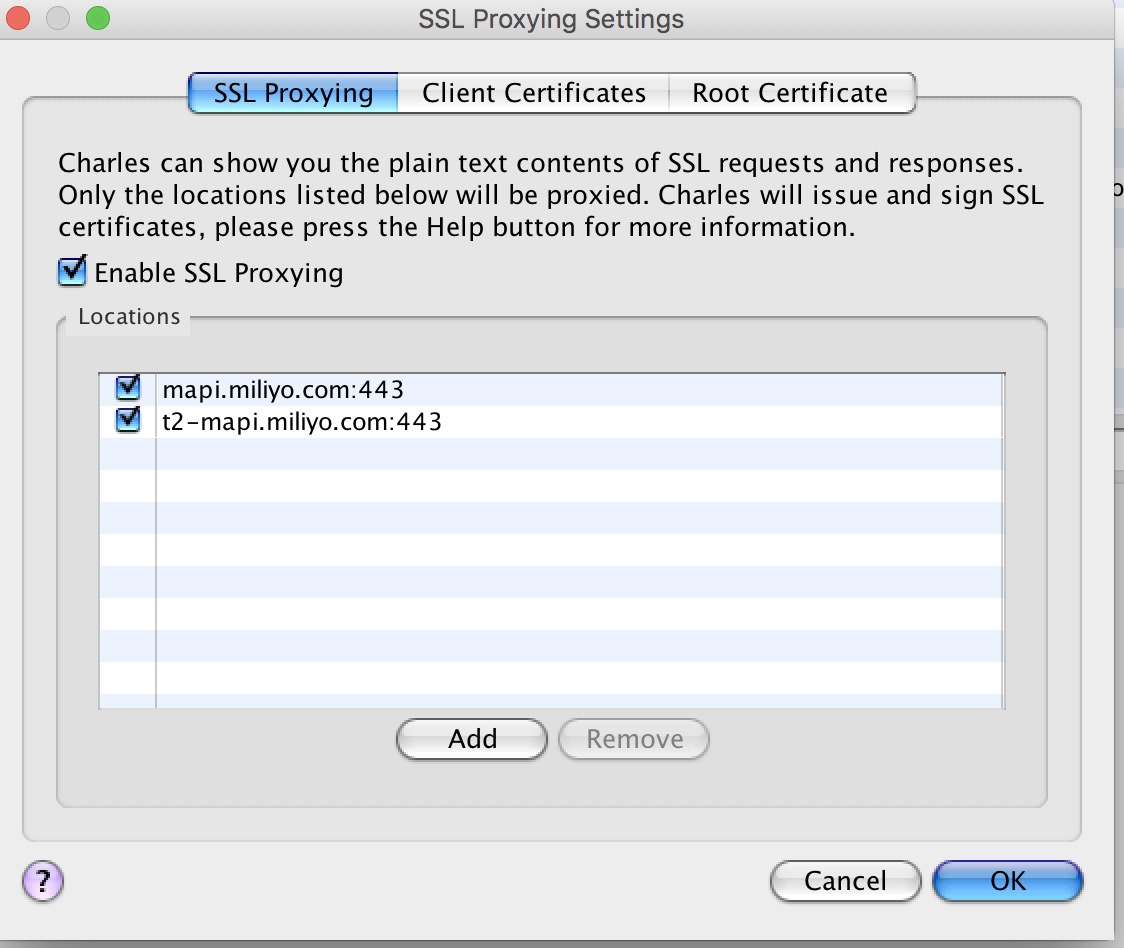 SSL Proxying Settings
SSL Proxying Client Certificates Root Certificate
Charles can show you the plain text contents of SSL requests and responses.
Only the locations listed below will be proxied. Charles will issue and sign SSL
certificates, please press the Help button for more information.
Enable SSL Proxying
Locations
mapi.miliyo.com:443
t2-mapi.miliyo.com:443
Add Remove
? Cancel OK